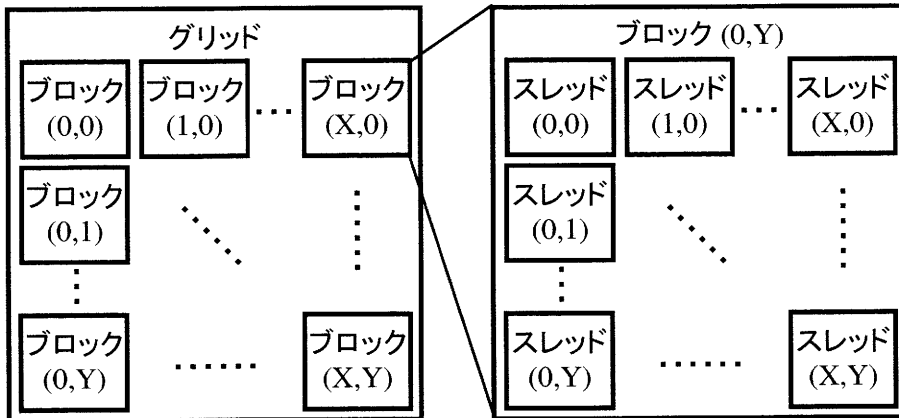 グリッド
ブロック
(0,0)
ブロック
(1,0)
ブロック
(X,0)
ブロック
(0,1)
ブロック
(0,Y)
ブロック
(X,Y)
ブロック (0,Y)
スレッド
(0,0)
スレッド
(1,0)
スレッド
(X,0)
スレッド
(0,1)
スレッド
(0,Y)
スレッド
(X,Y)